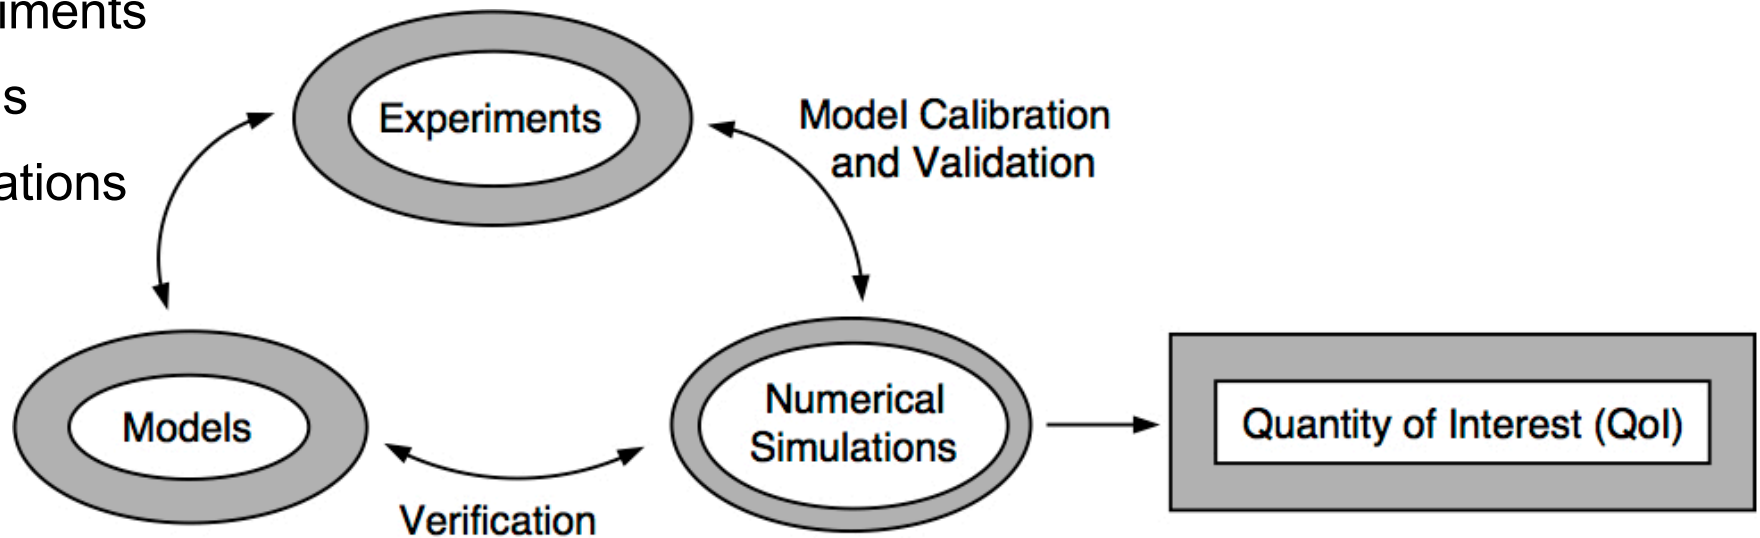 iments
s
ations
Experiments
Model Calibration
and Validation
Models
Numerical
Simulations
Quantity of Interest (QoI)
Verification